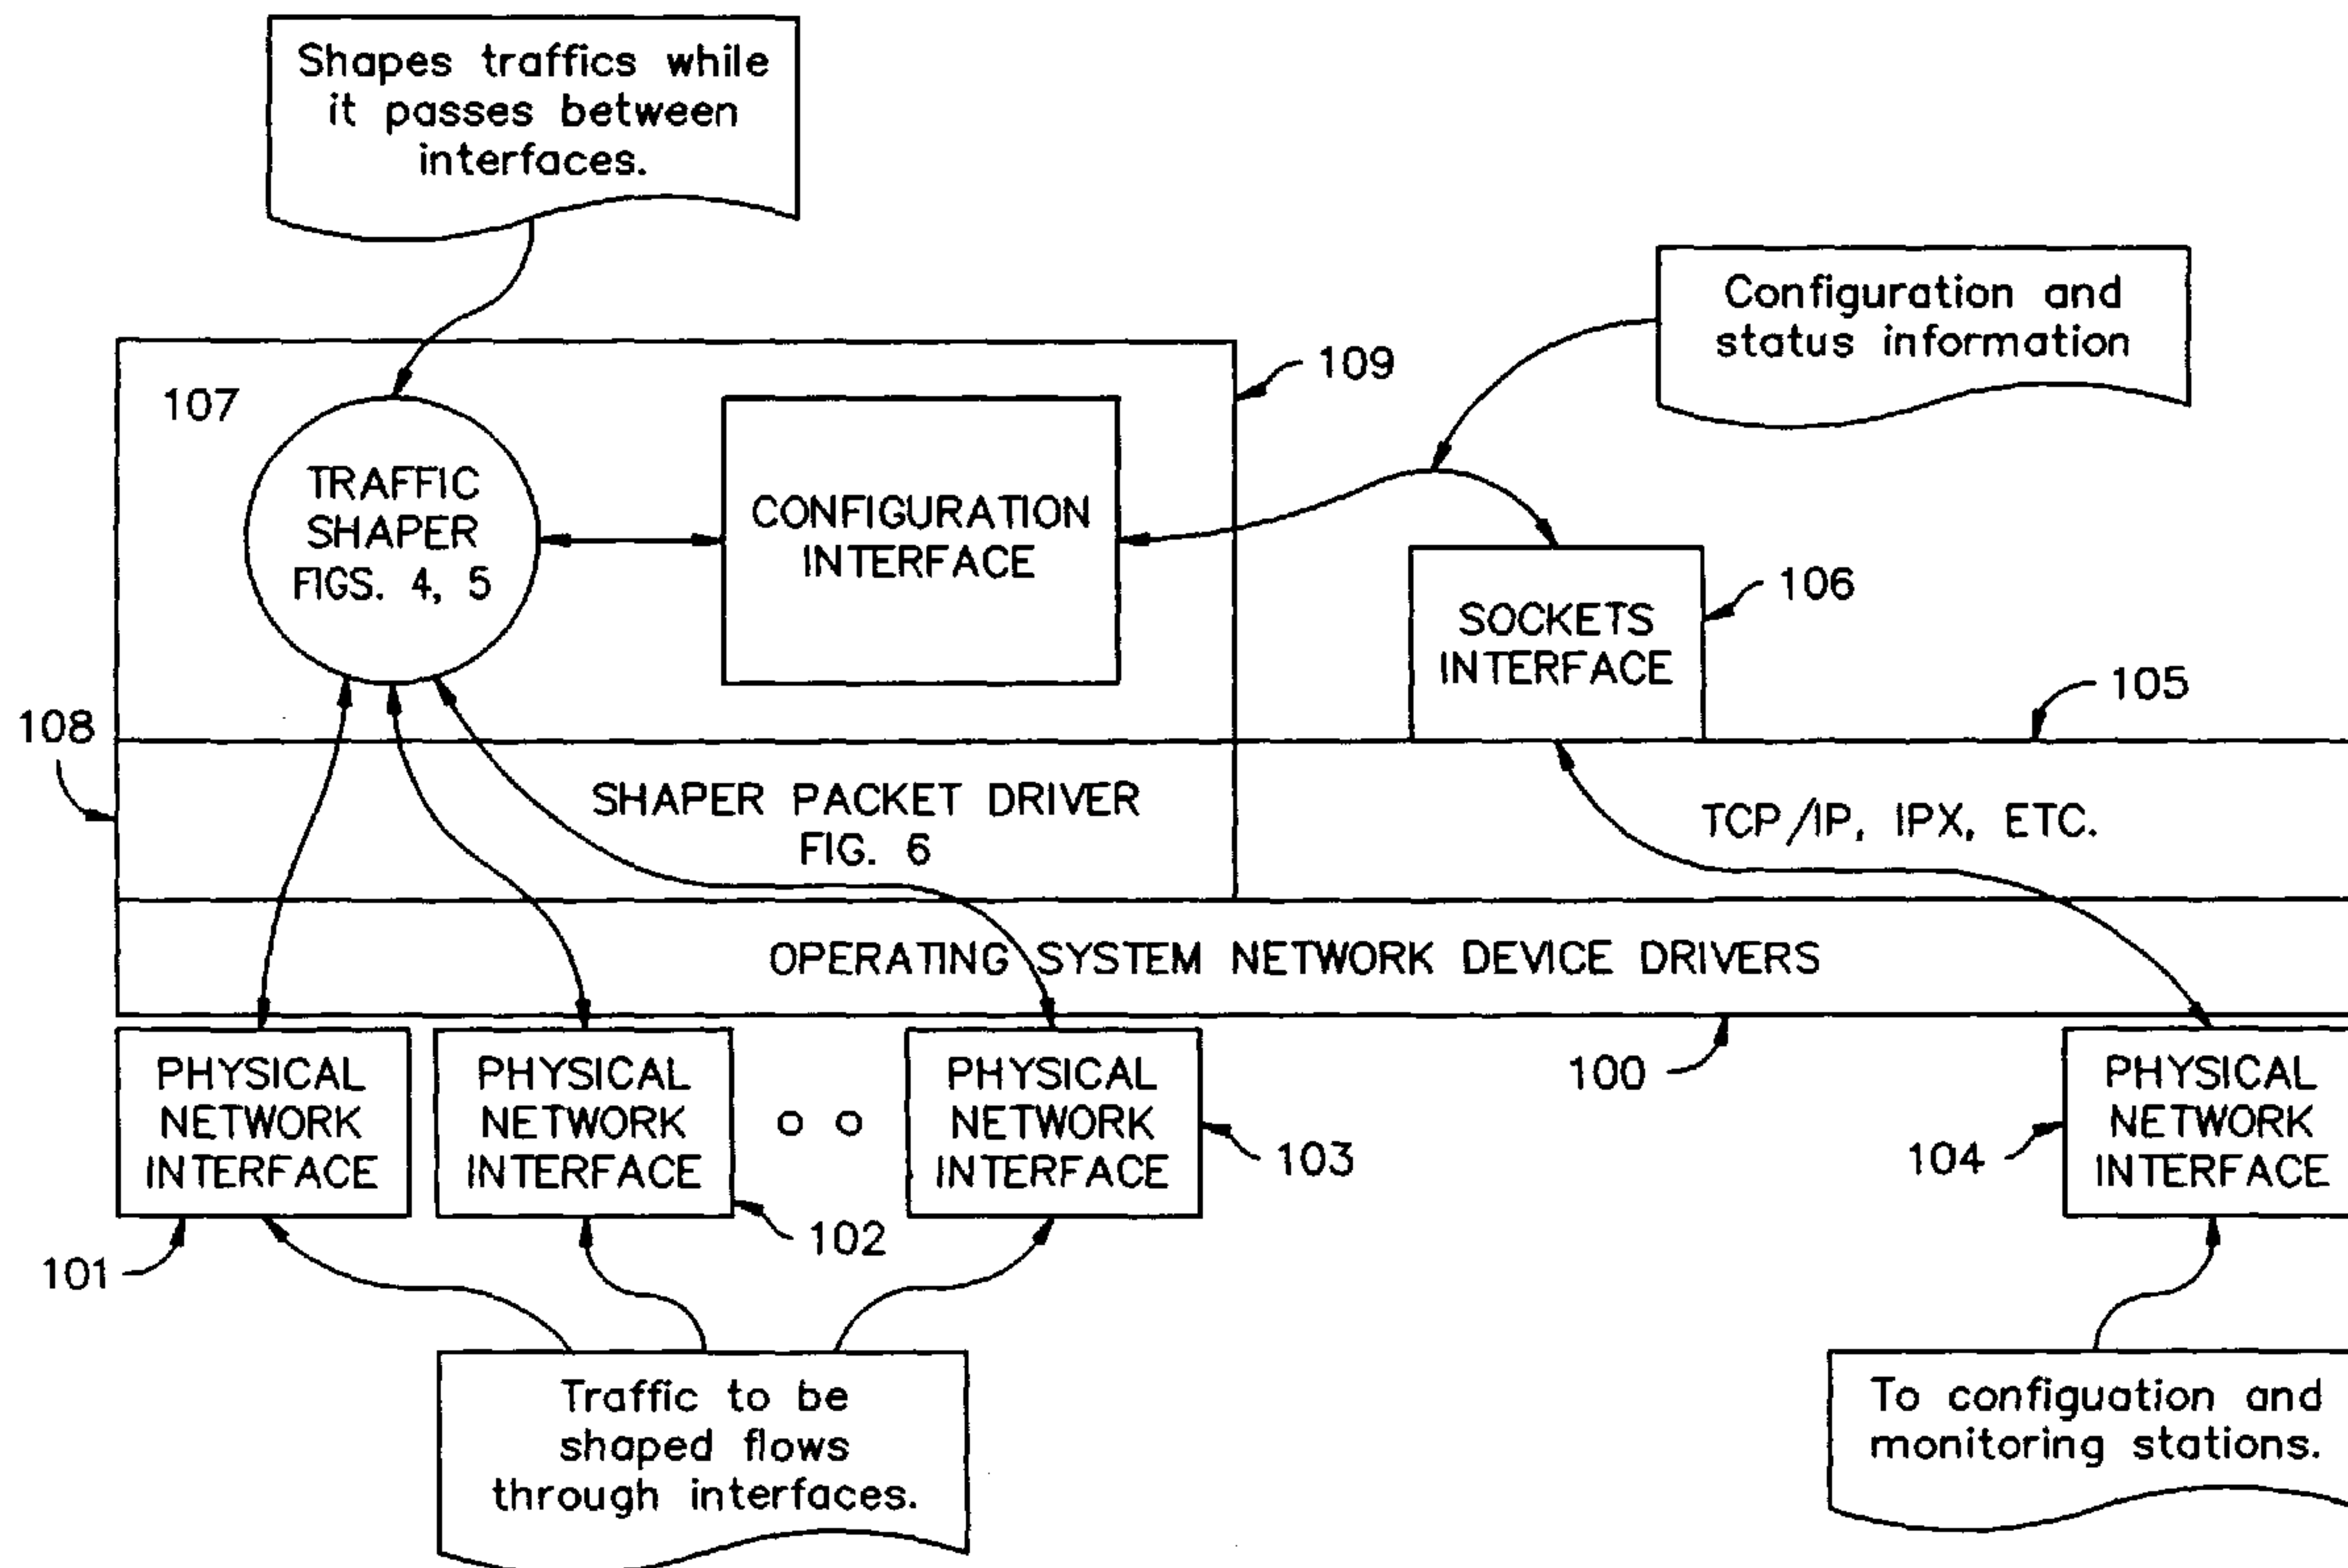 Shapes traffics while
it passes between
interfaces.
Configuration and
status information
109
107
TRAFFIC
SHAPER
FIGS. 4, 5
CONFIGURATION
INTERFACE
106
SOCKETS
INTERFACE
105
108
SHAPER PACKET DRIVER
FIG. 6
TCP/IP, IPX, ETC.
OPERATING SYSTEM NETWORK DEVICE DRIVERS
100
PHYSICAL
NETWORK
INTERFACE
PHYSICAL
NETWORK
INTERFACE
PHYSICAL
NETWORK
INTERFACE
PHYSICAL
NETWORK
INTERFACE
101
102
103
104
Traffic to be
shaped flows
through interfaces.
To configuation and
monitoring stations.